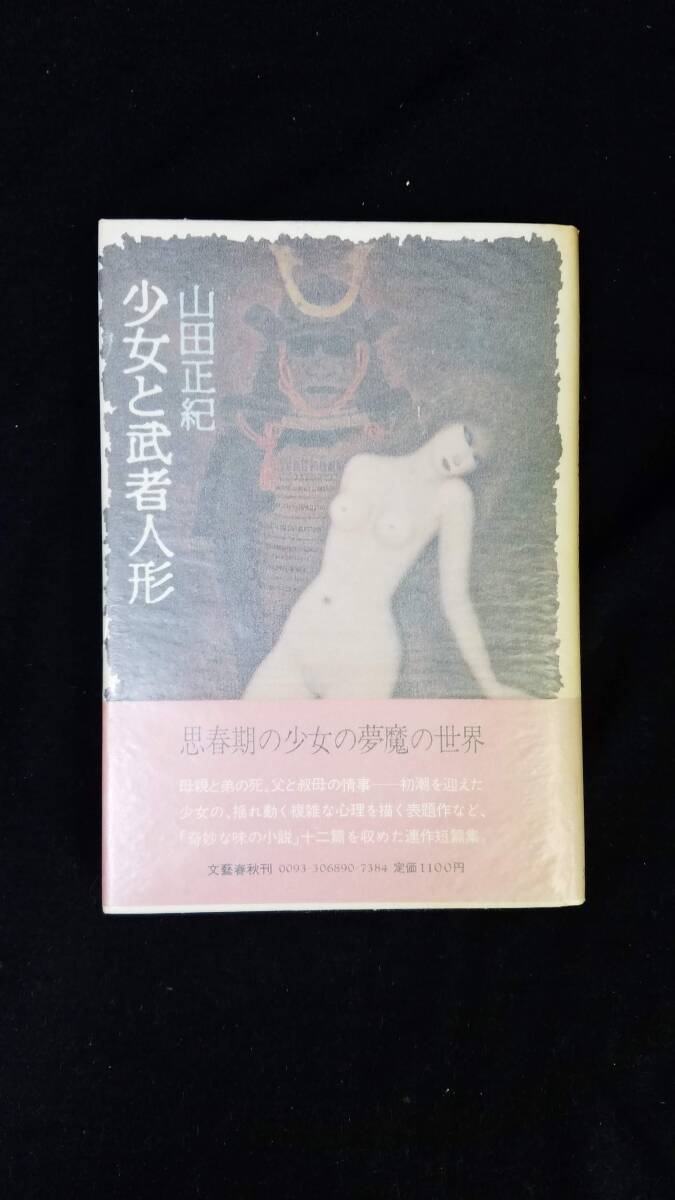 山田正紀
少女と武者人形
思春期の少女の夢魔の世界
母親と弟の死。父と叔母の情事──初潮を迎えた
少女の、揺れ動く複雑な心理を描く表題作など、
「奇妙な味の小説」十二篇を収めた連作短篇集。
文藝春秋刊 0093-306890-7384 定価1100円